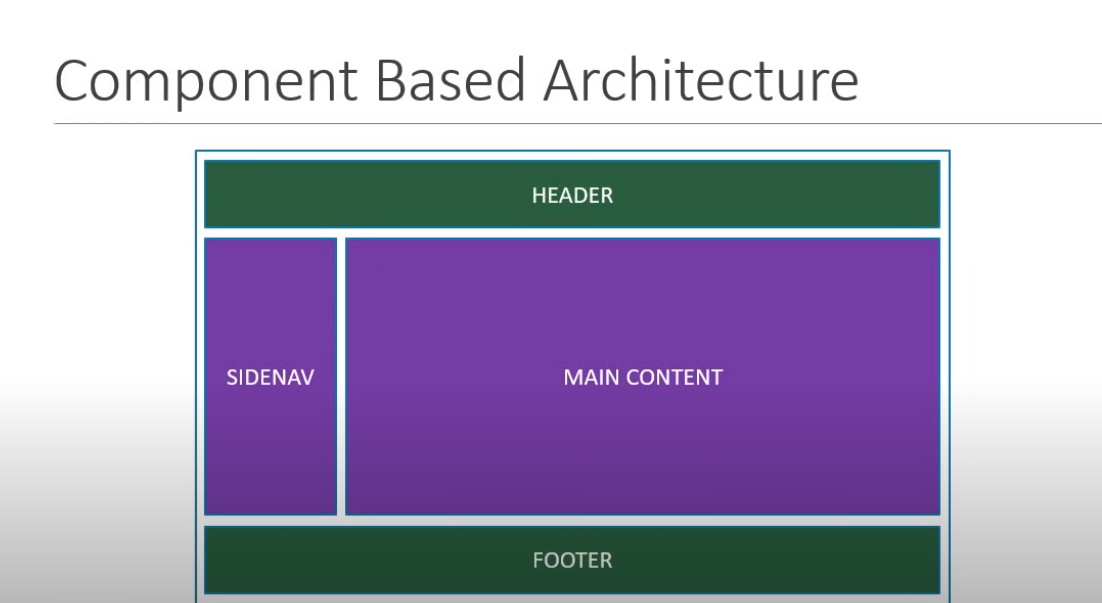 Component Based Architecture
HEADER
SIDENAV
MAIN CONTENT
FOOTER